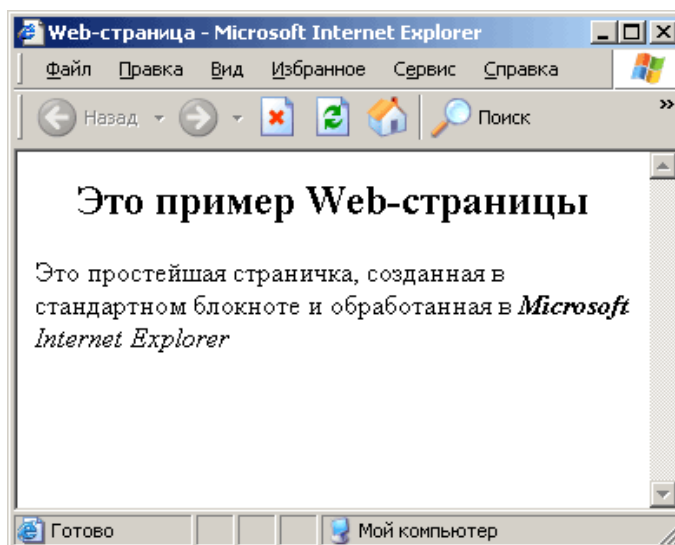 Web-страница - Microsoft Internet Explorer
Файл Правка Вид Избранное Сервис Справка
Назад Поиск »
Это пример Web-страницы
Это простейшая страничка, созданная в
стандартном блокноте и обработанная в Microsoft
Internet Explorer
Готово Мой компьютер